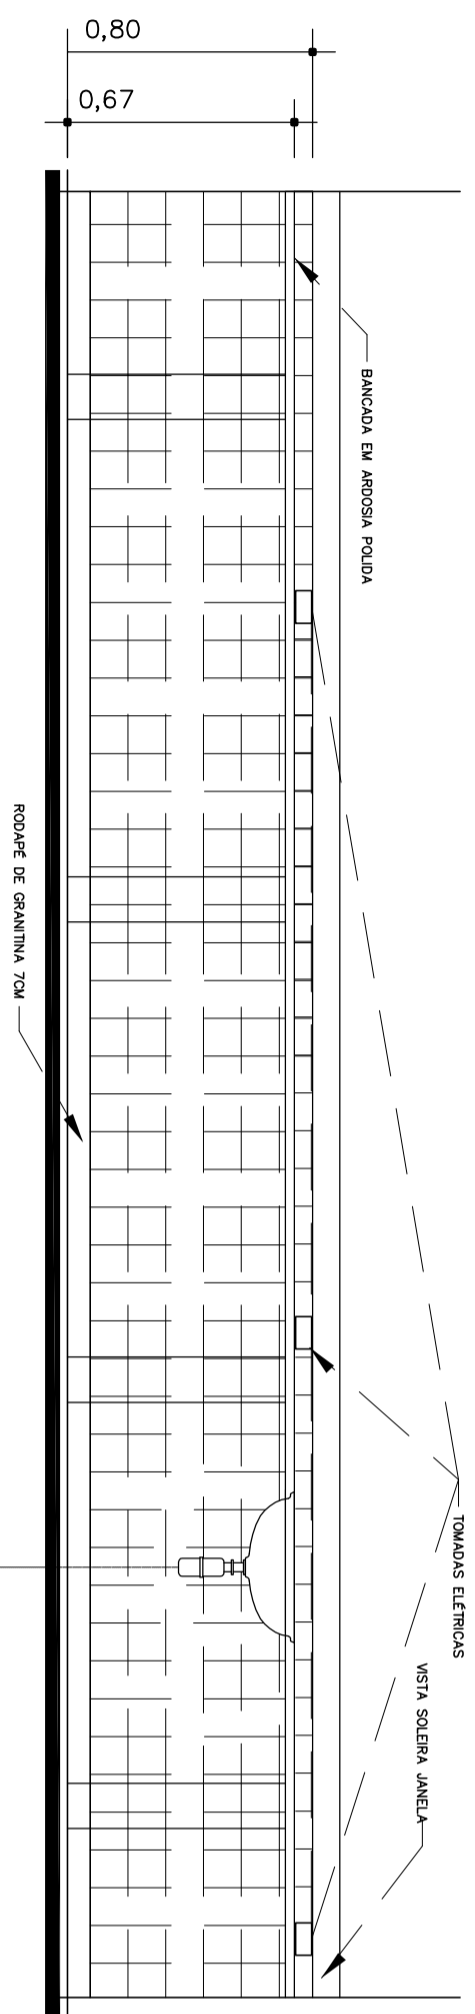 0,80
0,67
BANCADA EM ARDOSIA POLIDA
RODAPÉ DE GRANITINA 7CM
TOMADAS ELÉTRICAS
VISTA SOLEIRA JANELA